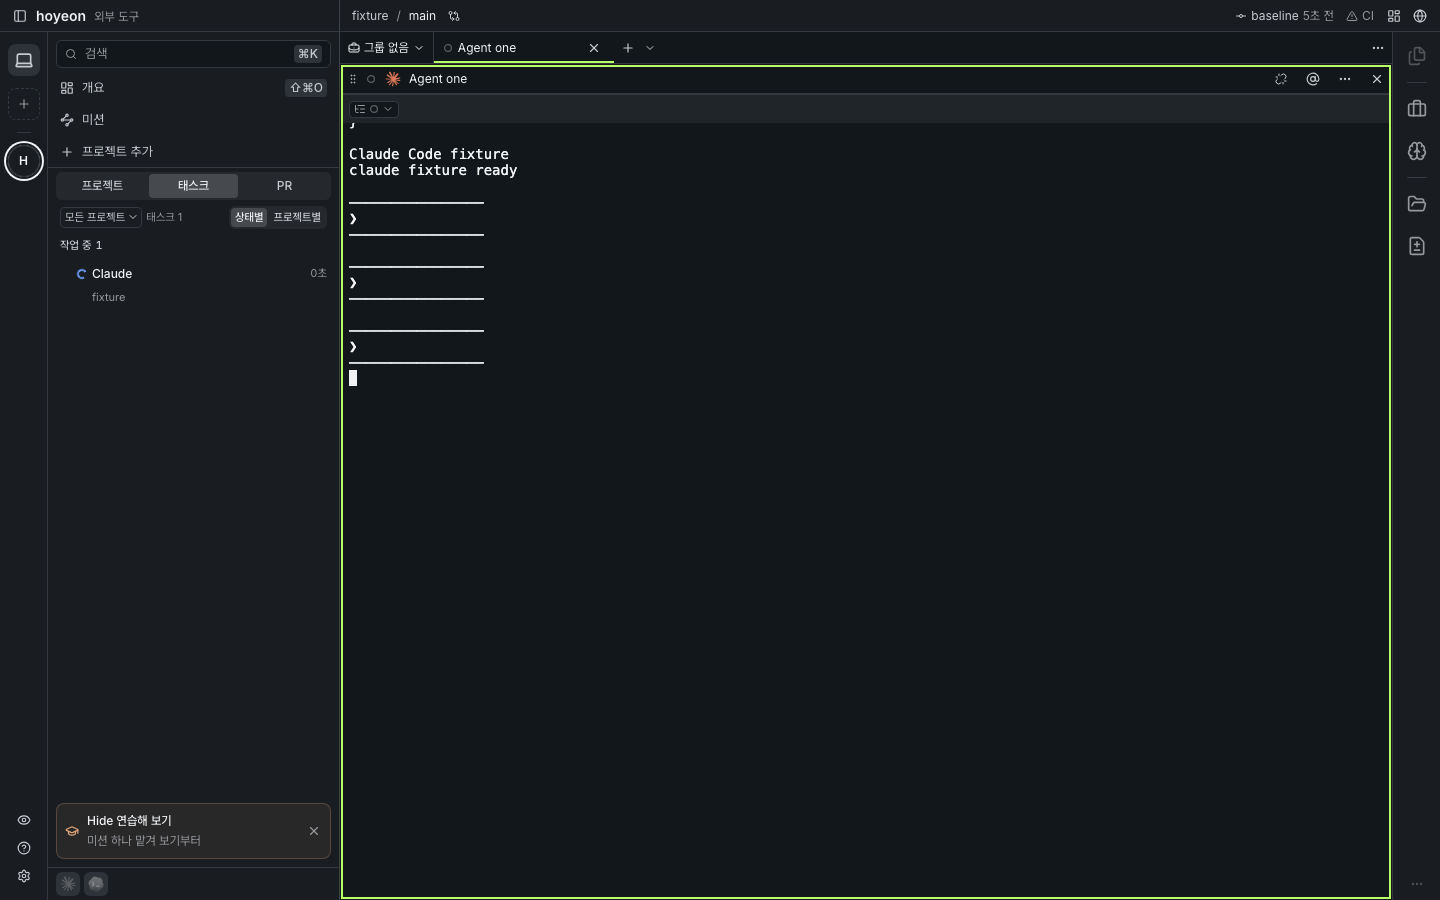 hoyeon 외부 도구
검색 ⌘K
개요 ⇧⌘O
미션
프로젝트 추가
H
프로젝트 태스크 PR
모든 프로젝트 태스크 1 상태별 프로젝트별
작업 중 1
Claude 0초
fixture
Hide 연습해 보기
미션 하나 맡겨 보기부터
fixture / main
baseline 5초 전 CI
그룹 없음 Agent one
Agent one
}
Claude Code fixture
claude fixture ready
❯
❯
❯